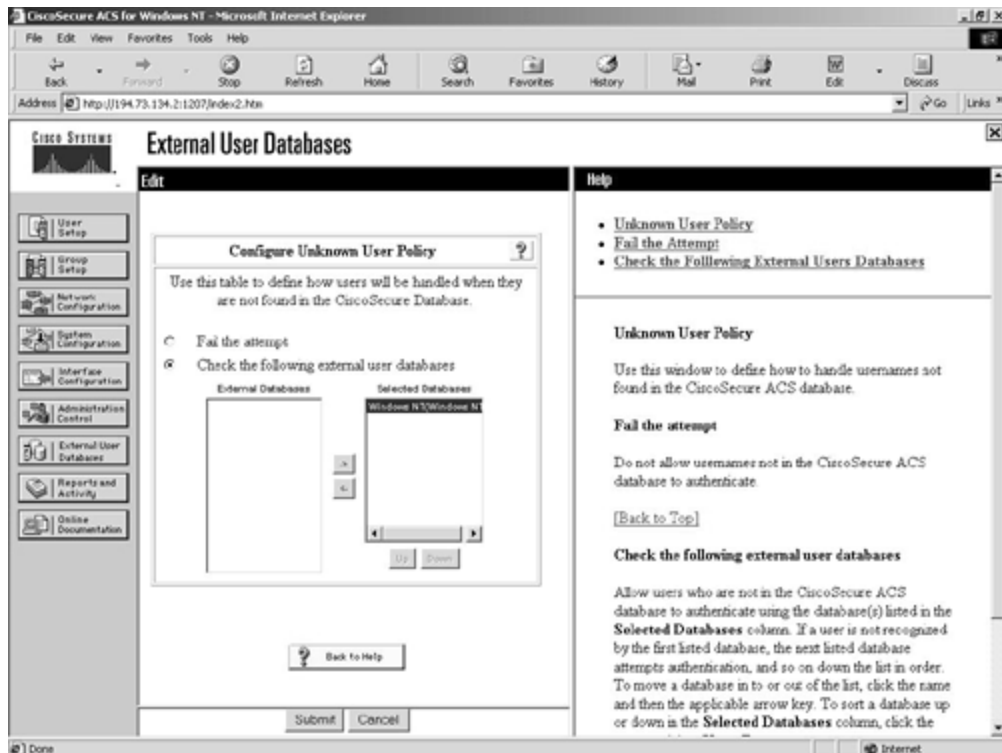 CiscoSecure ACS for Windows NT - Microsoft Internet Explorer
File Edit View Favorites Tools Help
Back Forward Stop Refresh Home Search Favorites History Mail Print Edit Discuss
Address http://194.73.134.2:1207/index2.htm Go Links »
CISCO SYSTEMS
External User Databases
Edit
Help
User Setup
Group Setup
Network Configuration
System Configuration
Interface Configuration
Administration Control
External User Databases
Reports and Activity
Online Documentation
Configure Unknown User Policy ?
Use this table to define how users will be handled when they
are not found in the CiscoSecure Database.
Fail the attempt
Check the following external user databases
External Databases Selected Databases
Windows NT(Windows NT
->
<-
Up Down
? Back to Help
Submit Cancel
Unknown User Policy
Fail the Attempt
Check the Folllewing External Users Databases
Unknown User Policy
Use this window to define how to handle usernames not
found in the CiscoSecure ACS database.
Fail the attempt
Do not allow usernames not in the CiscoSecure ACS
database to authenticate.
[Back to Top]
Check the following external user databases
Allow users who are not in the CiscoSecure ACS
database to authenticate using the database(s) listed in the
Selected Databases column. If a user is not recognized
by the first listed database, the next listed database
attempts authentication, and so on down the list in order.
To move a database in to or out of the list, click the name
and then the applicable arrow key. To sort a database up
or down in the Selected Databases column, click the
Done Internet